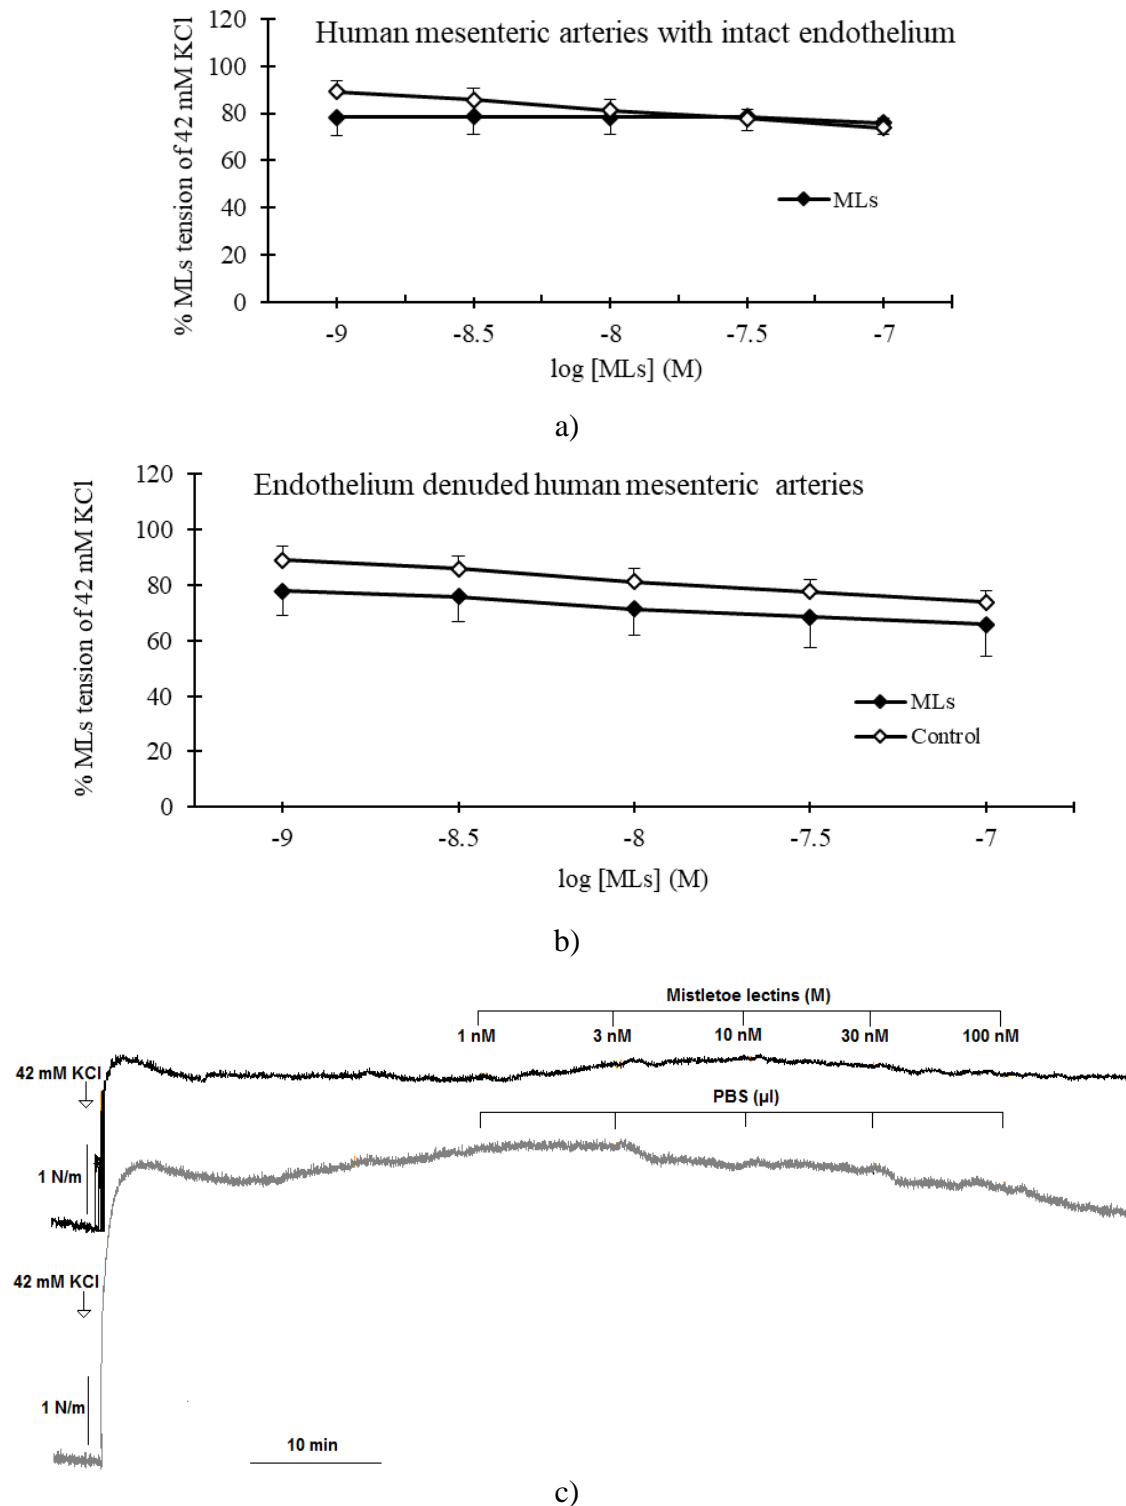 Human mesenteric arteries with intact endothelium
% MLs tension of 42 mM KCl
120
100
80
60
40
20
0
MLs
-9 -8.5 -8 -7.5 -7
log [MLs] (M)
a)
Endothelium denuded human mesenteric arteries
% MLs tension of 42 mM KCl
120
100
80
60
40
20
0
MLs
Control
-9 -8.5 -8 -7.5 -7
log [MLs] (M)
b)
Mistletoe lectins (M)
1 nM 3 nM 10 nM 30 nM 100 nM
42 mM KCl
PBS (µl)
1 N/m
42 mM KCl
1 N/m
10 min
c)